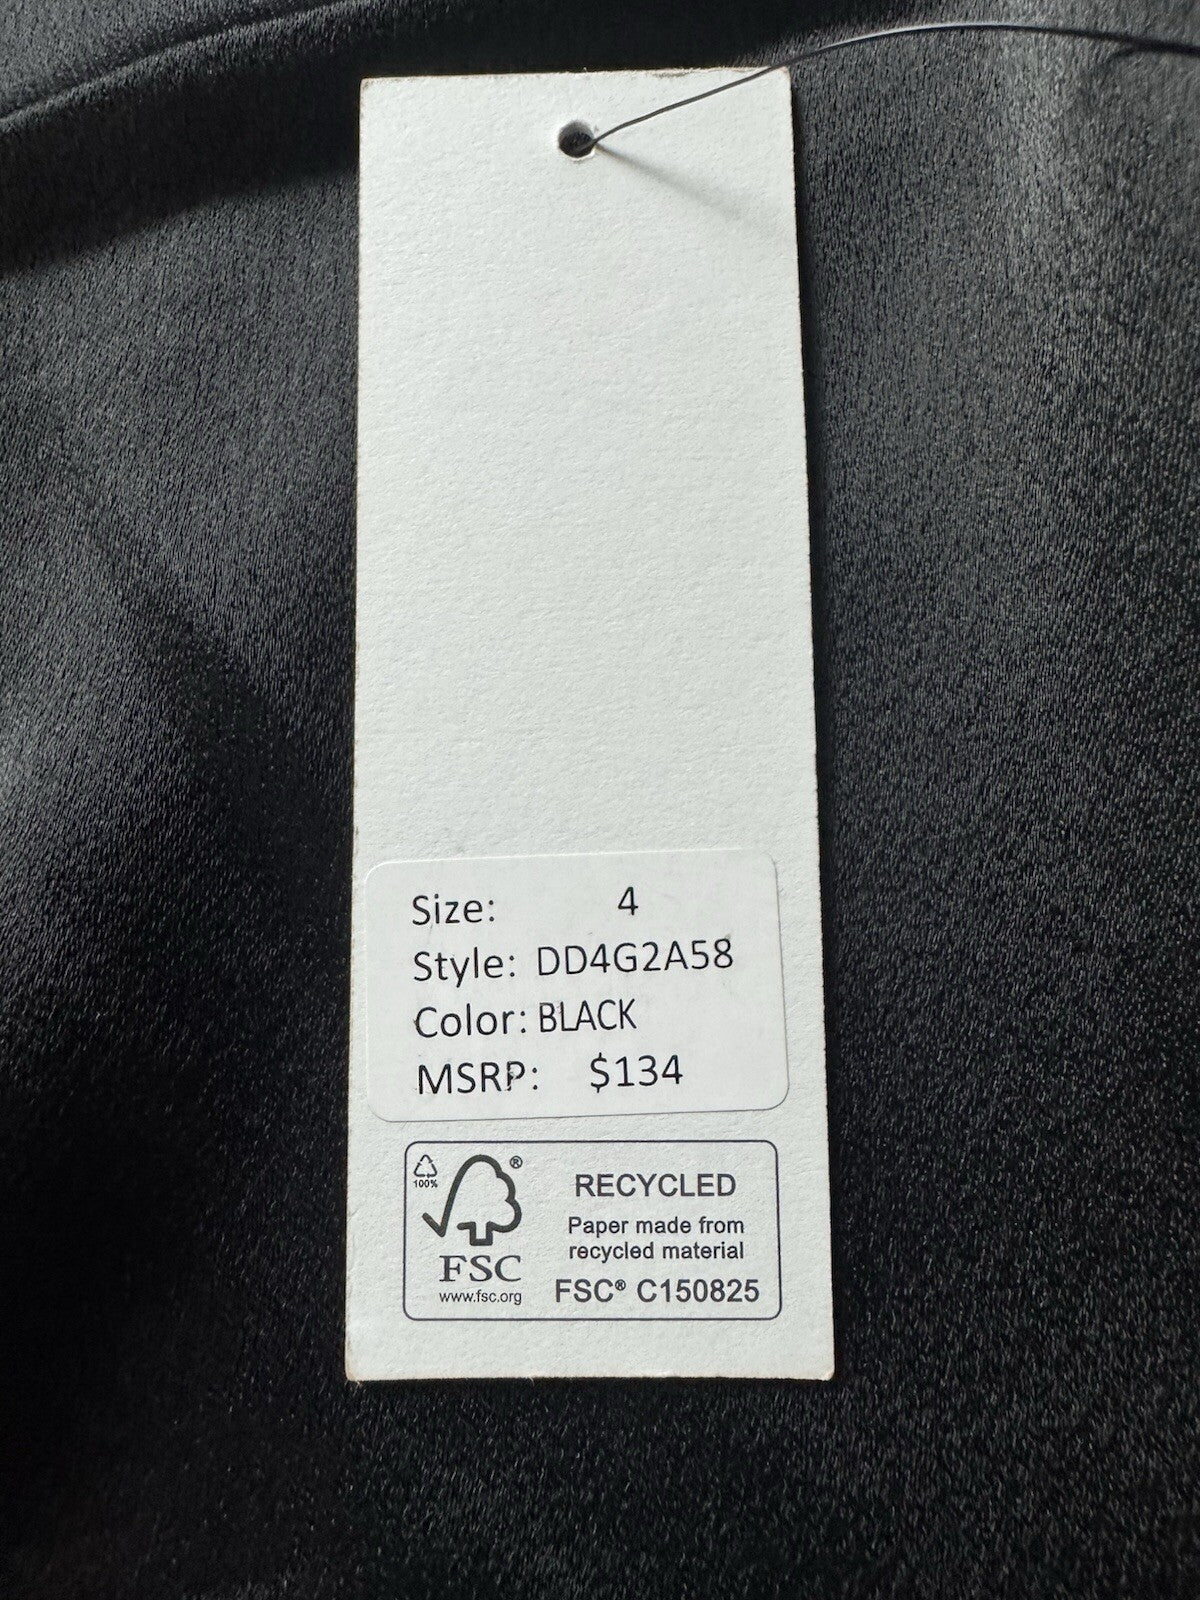 Size: 4
Style: DD4G2A58
Color: BLACK
MSRP: $134
100%
®
FSC
www.fsc.org
RECYCLED
Paper made from
recycled material
FSC® C150825